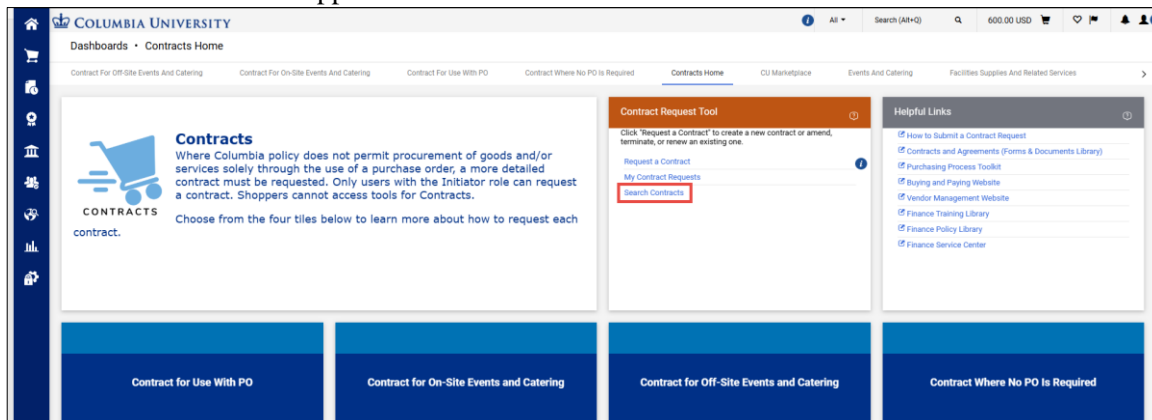 COLUMBIA UNIVERSITY
All
Search (Alt+Q)
600.00 USD
Dashboards • Contracts Home
Contract For Off-Site Events And Catering
Contract For On-Site Events And Catering
Contract For Use With PO
Contract Where No PO Is Required
Contracts Home
CU Marketplace
Events And Catering
Facilities Supplies And Related Services
CONTRACTS
Contracts
Where Columbia policy does not permit procurement of goods and/or
services solely through the use of a purchase order, a more detailed
contract must be requested. Only users with the Initiator role can request
a contract. Shoppers cannot access tools for Contracts.
Choose from the four tiles below to learn more about how to request each
contract.
Contract Request Tool
Click "Request a Contract" to create a new contract or amend,
terminate, or renew an existing one.
Request a Contract
My Contract Requests
Search Contracts
Helpful Links
How to Submit a Contract Request
Contracts and Agreements (Forms & Documents Library)
Purchasing Process Toolkit
Buying and Paying Website
Vendor Management Website
Finance Training Library
Finance Policy Library
Finance Service Center
Contract for Use With PO
Contract for On-Site Events and Catering
Contract for Off-Site Events and Catering
Contract Where No PO Is Required